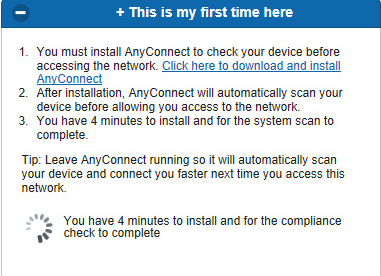 + This is my first time here
1. You must install AnyConnect to check your device before
accessing the network. Click here to download and install
AnyConnect
2. After installation, AnyConnect will automatically scan your
device before allowing you access to the network.
3. You have 4 minutes to install and for the system scan to
complete.
Tip: Leave AnyConnect running so it will automatically scan
your device and connect you faster next time you access this
network.
You have 4 minutes to install and for the compliance
check to complete